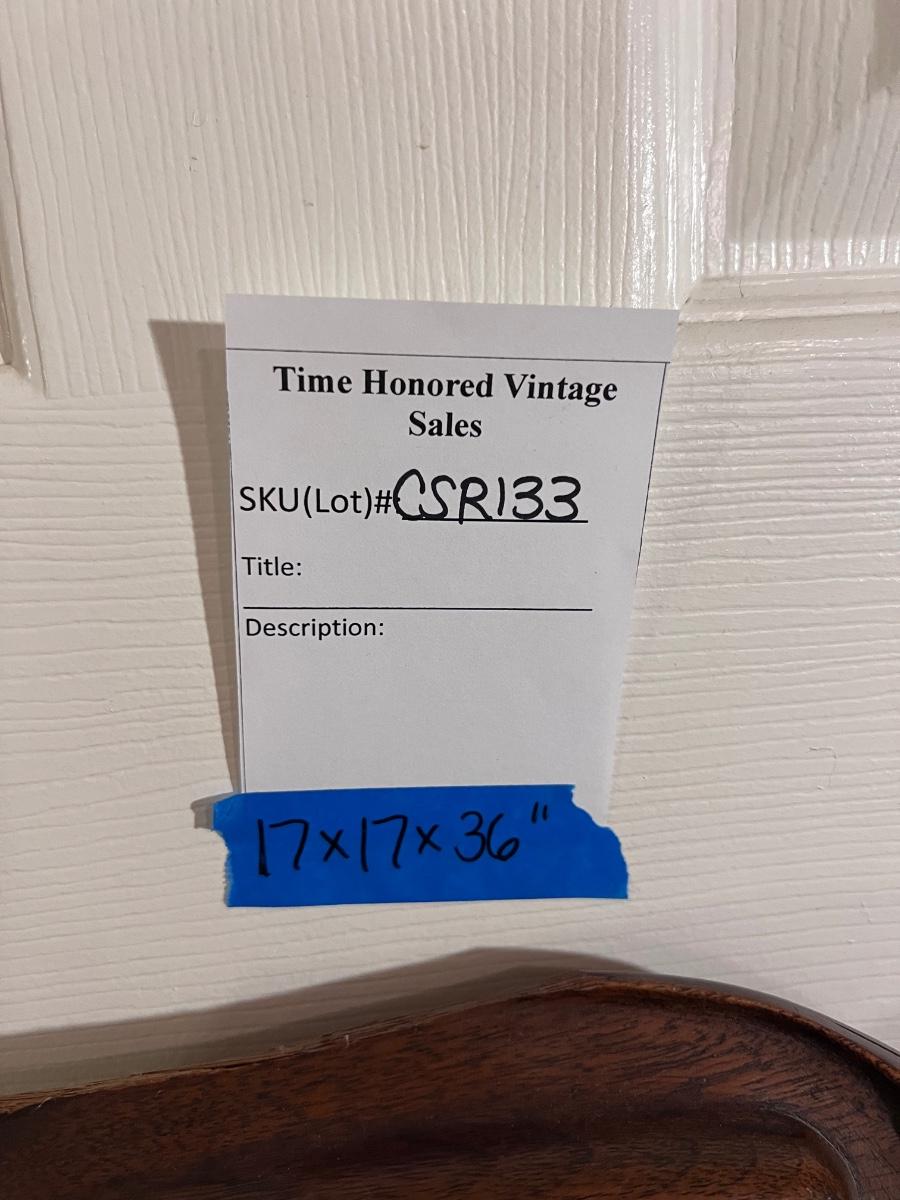 Time Honored Vintage
Sales
SKU(Lot)#CSR133
Title:
Description:
17x17x36"